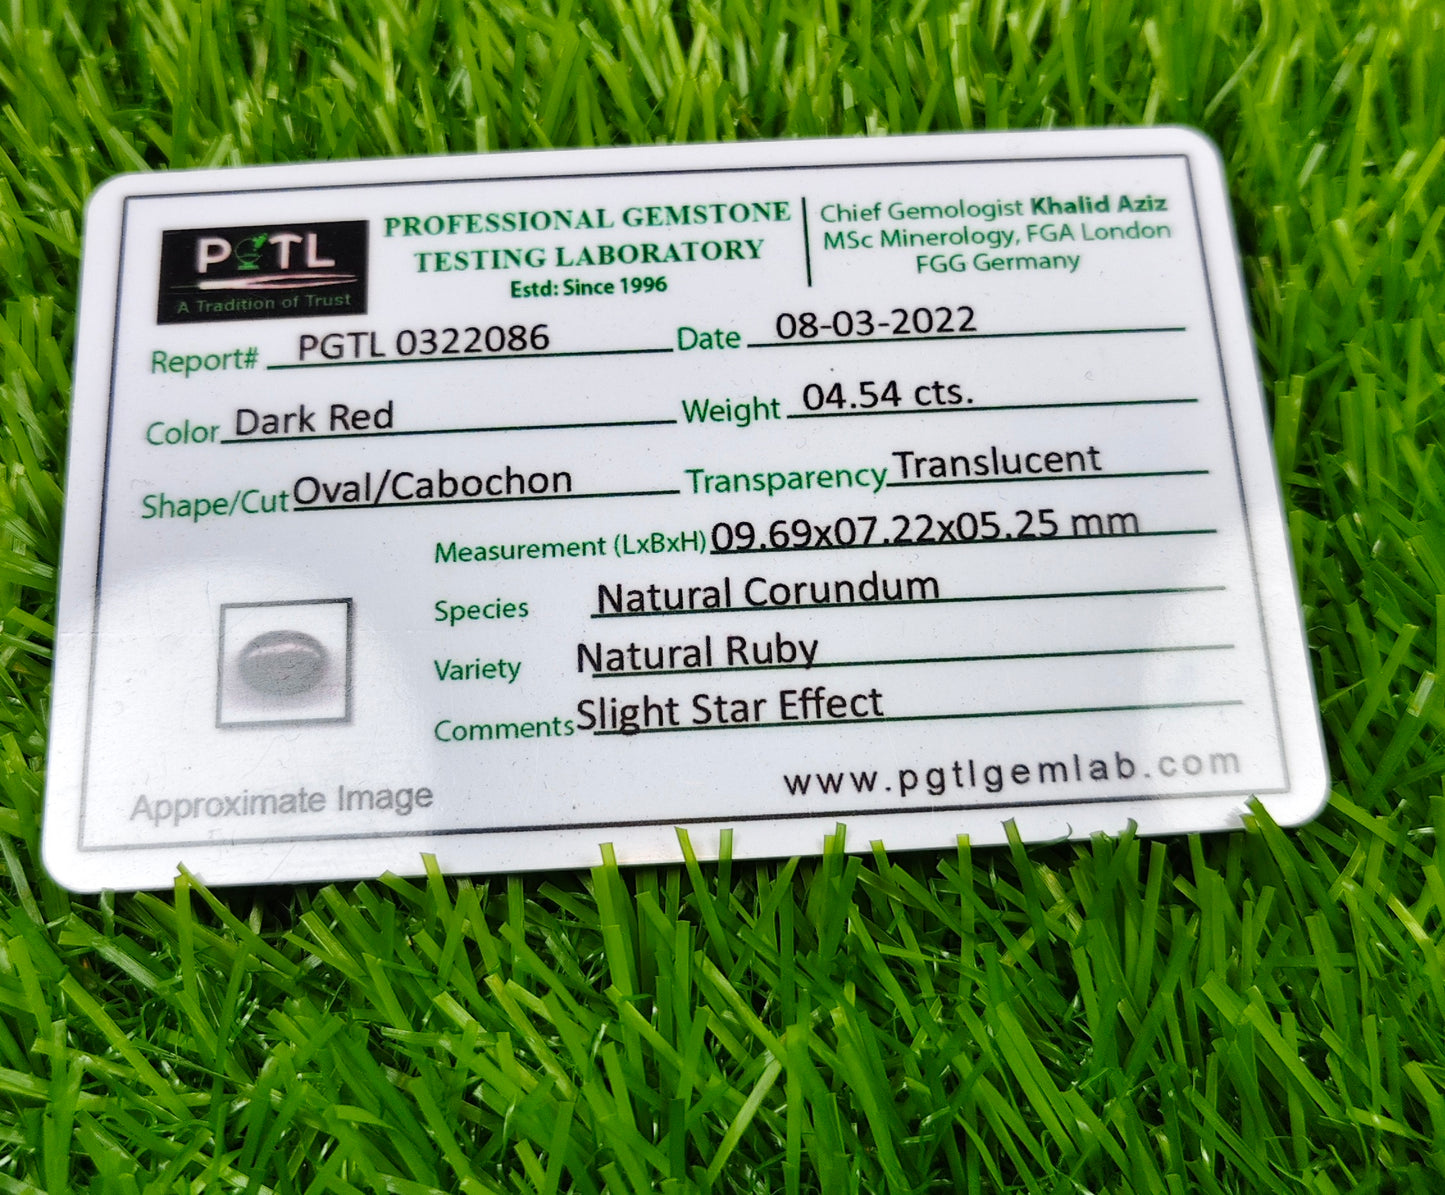 PGTL
A Tradition of Trust
PROFESSIONAL GEMSTONE
TESTING LABORATORY
Estd: Since 1996
Chief Gemologist Khalid Aziz
MSc Minerology, FGA London
FGG Germany
Report# PGTL 0322086 Date 08-03-2022
Color Dark Red Weight 04.54 cts.
Shape/Cut Oval/Cabochon Transparency Translucent
Measurement (LxBxH) 09.69x07.22x05.25 mm
Species Natural Corundum
Variety Natural Ruby
Comments Slight Star Effect
Approximate Image
www.pgtlgemlab.com